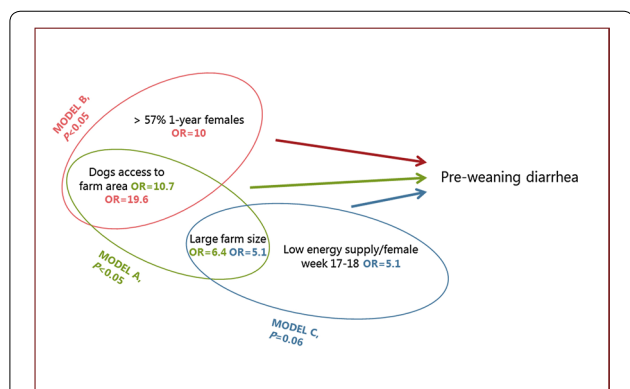 MODEL B,
P<0.05
> 57% 1-year females
OR=10
Dogs access to
farm area OR=10.7
OR=19.6
Pre-weaning diarrhea
Large farm size
OR=6.4 OR=5.1
Low energy supply/female
week 17-18 OR=5.1
MODEL A,
P<0.05
MODEL C,
P=0.06